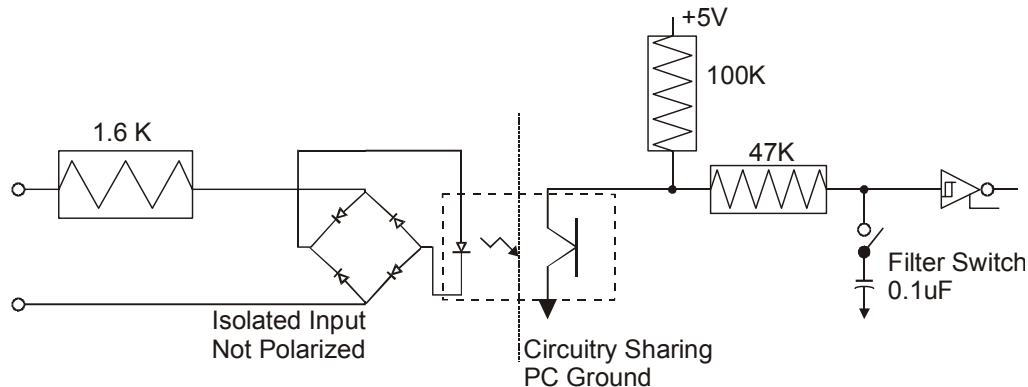 +5V
100K
1.6 K
47K
Filter Switch
0.1uF
Isolated Input
Not Polarized
Circuitry Sharing
PC Ground